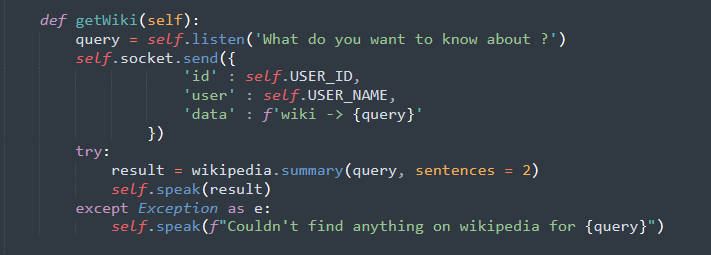 def getWiki(self):
    query = self.listen('What do you want to know about ?')
    self.socket.send({
                'id' : self.USER_ID,
                'user' : self.USER_NAME,
                'data' : f'wiki -> {query}'
            })
    try:
        result = wikipedia.summary(query, sentences = 2)
        self.speak(result)
    except Exception as e:
        self.speak(f"Couldn't find anything on wikipedia for {query}")